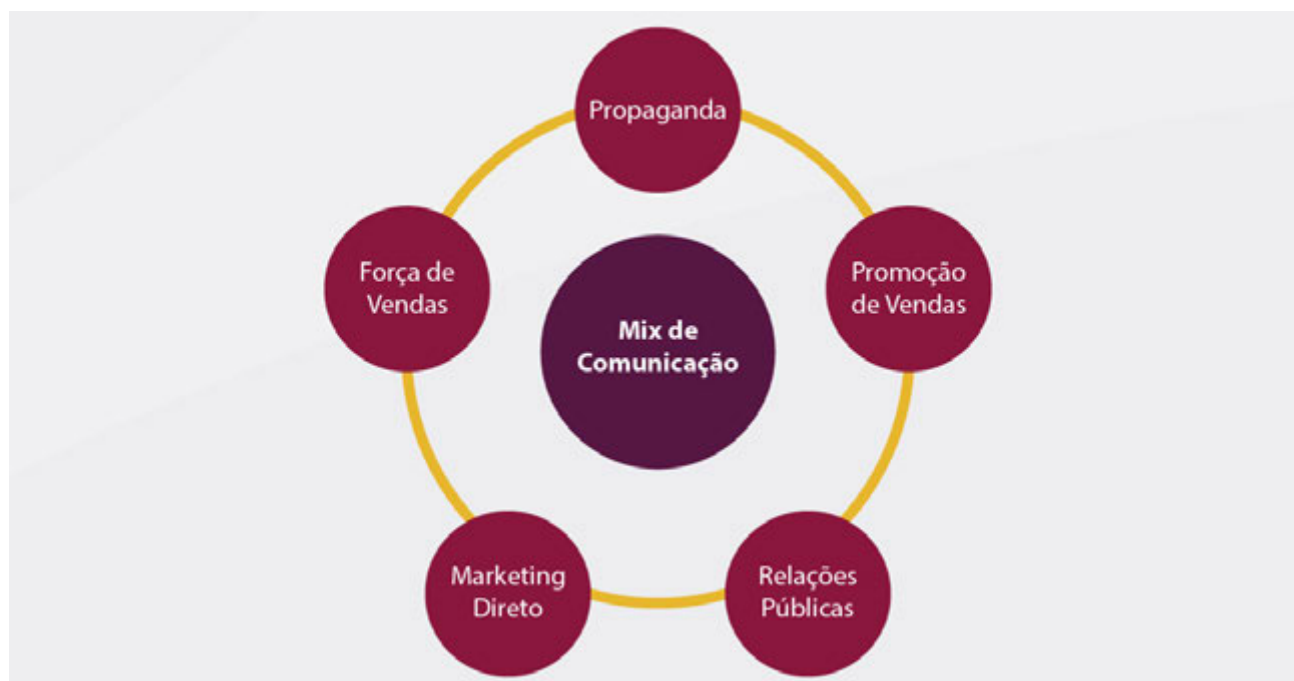 Propaganda
Força de
Vendas
Promoção
de Vendas
Mix de
Comunicação
Marketing
Direto
Relações
Públicas